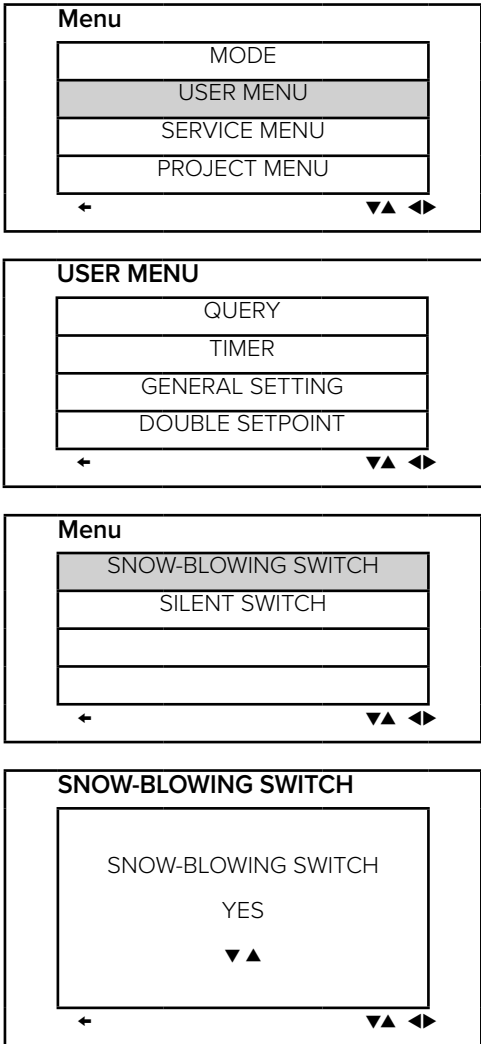 Menu
MODE
USER MENU
SERVICE MENU
PROJECT MENU
← ▼▲ ◀▶
USER MENU
QUERY
TIMER
GENERAL SETTING
DOUBLE SETPOINT
← ▼▲ ◀▶
Menu
SNOW-BLOWING SWITCH
SILENT SWITCH
← ▼▲ ◀▶
SNOW-BLOWING SWITCH
SNOW-BLOWING SWITCH
YES
▼ ▲
← ▼▲ ◀▶